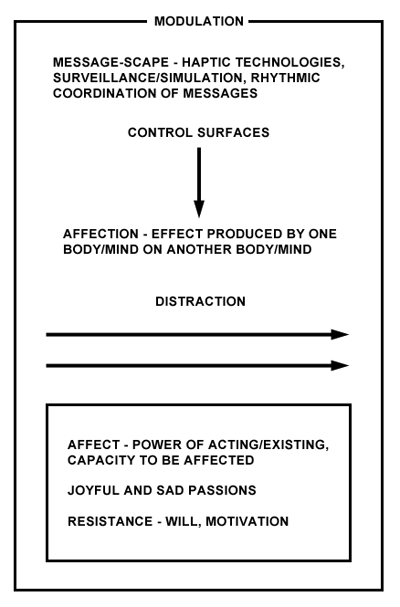 MODULATION
MESSAGE-SCAPE - HAPTIC TECHNOLOGIES,
SURVEILLANCE/SIMULATION, RHYTHMIC
COORDINATION OF MESSAGES
CONTROL SURFACES
AFFECTION - EFFECT PRODUCED BY ONE
BODY/MIND ON ANOTHER BODY/MIND
DISTRACTION
AFFECT - POWER OF ACTING/EXISTING,
CAPACITY TO BE AFFECTED
JOYFUL AND SAD PASSIONS
RESISTANCE - WILL, MOTIVATION